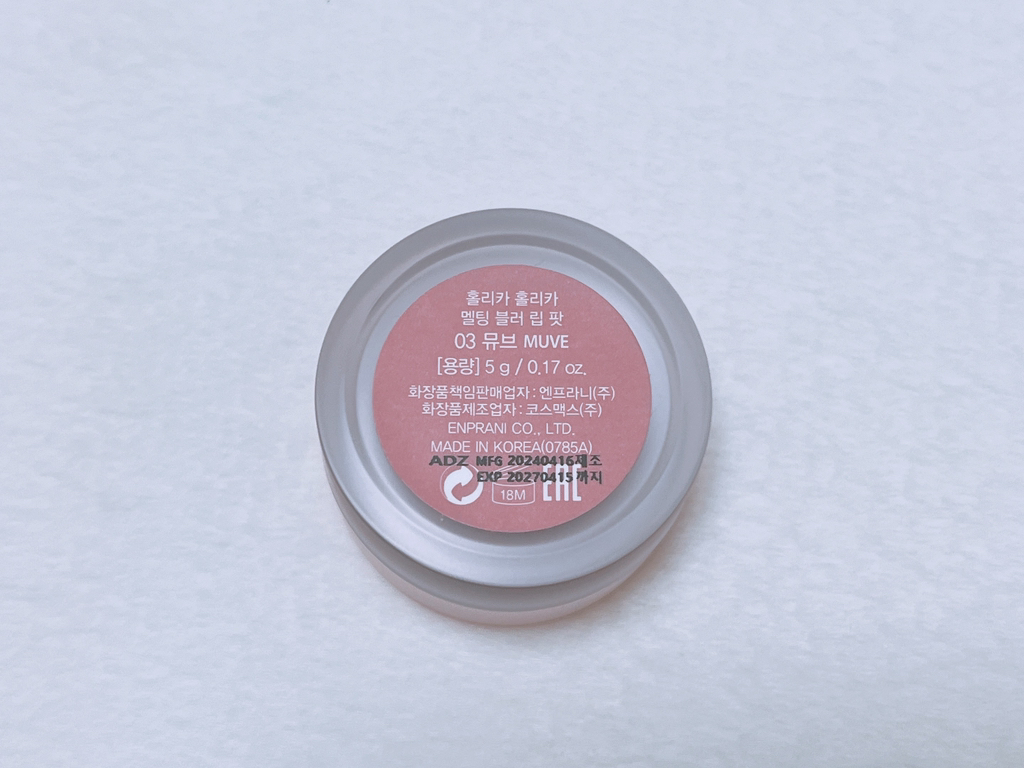 홀리카 홀리카
멜팅 블러 립 팟
03 뮤브 MUVE
[용량] 5 g / 0.17 oz.
화장품책임판매업자 : 엔프라니(주)
화장품제조업자 : 코스맥스(주)
ENPRANI CO., LTD.
MADE IN KOREA(0785A)
ADZ MFG 20240416제조
EXP 20270415까지
18M EAC